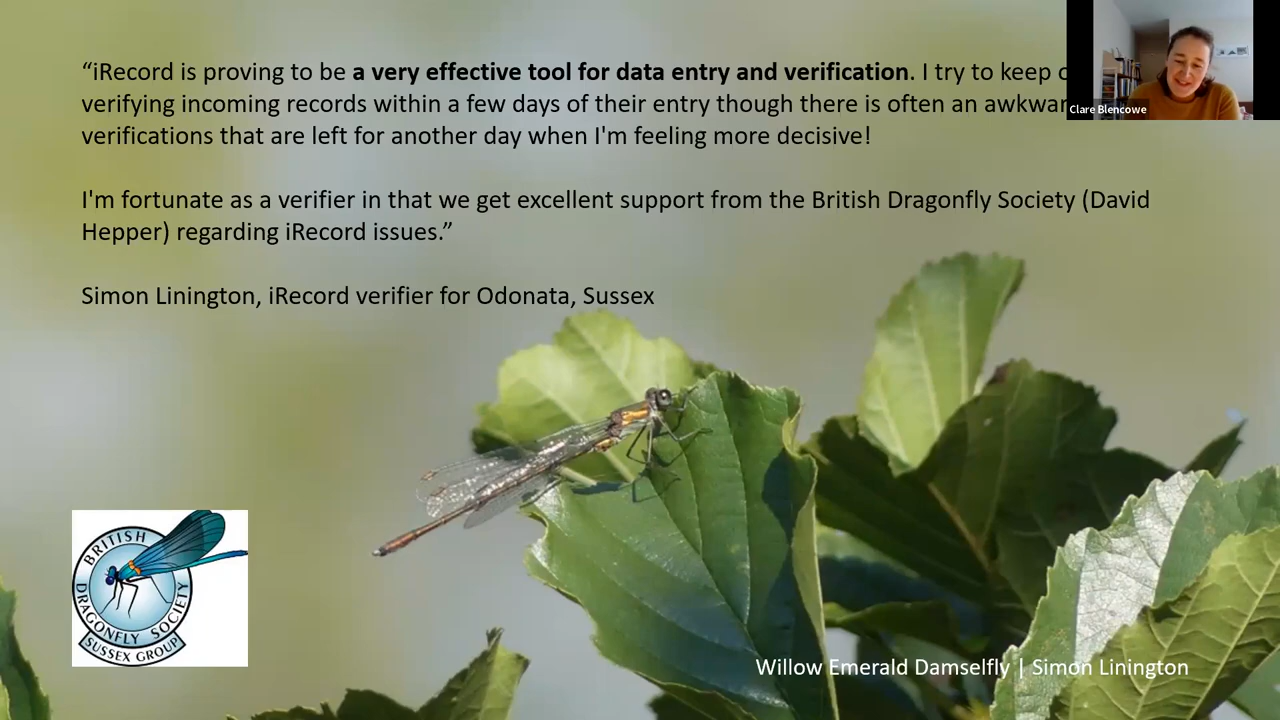 “iRecord is proving to be a very effective tool for data entry and verification. I try to keep
verifying incoming records within a few days of their entry though there is often an
verifications that are left for another day when I'm feeling more decisive!
I'm fortunate as a verifier in that we get excellent support from the British Dragonfly Society (David
Hepper) regarding iRecord issues.”
Simon Linington, iRecord verifier for Odonata, Sussex
Clare Blencowe
BRITISH
DRAGONFLY SOCIETY
SUSSEX GROUP
Willow Emerald Damselfly | Simon Linington